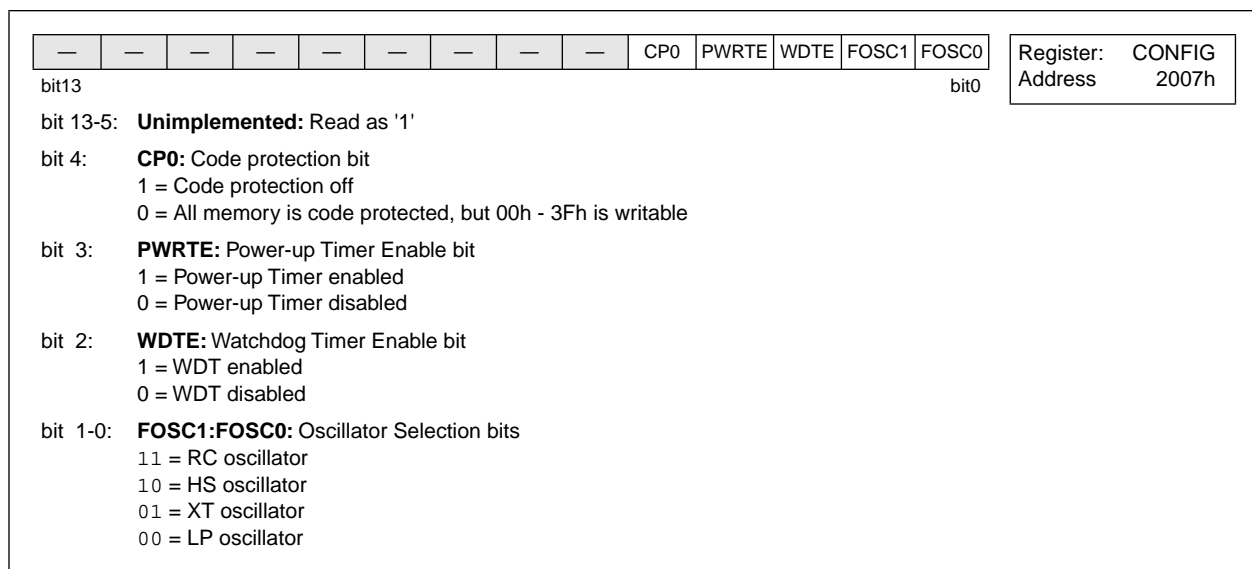 — — — — — — — — — CP0 PWRTE WDTE FOSC1 FOSC0
bit13 bit0
Register: CONFIG
Address 2007h
bit 13-5: Unimplemented: Read as '1'
bit 4: CP0: Code protection bit
1 = Code protection off
0 = All memory is code protected, but 00h - 3Fh is writable
bit 3: PWRTE: Power-up Timer Enable bit
1 = Power-up Timer enabled
0 = Power-up Timer disabled
bit 2: WDTE: Watchdog Timer Enable bit
1 = WDT enabled
0 = WDT disabled
bit 1-0: FOSC1:FOSC0: Oscillator Selection bits
11 = RC oscillator
10 = HS oscillator
01 = XT oscillator
00 = LP oscillator